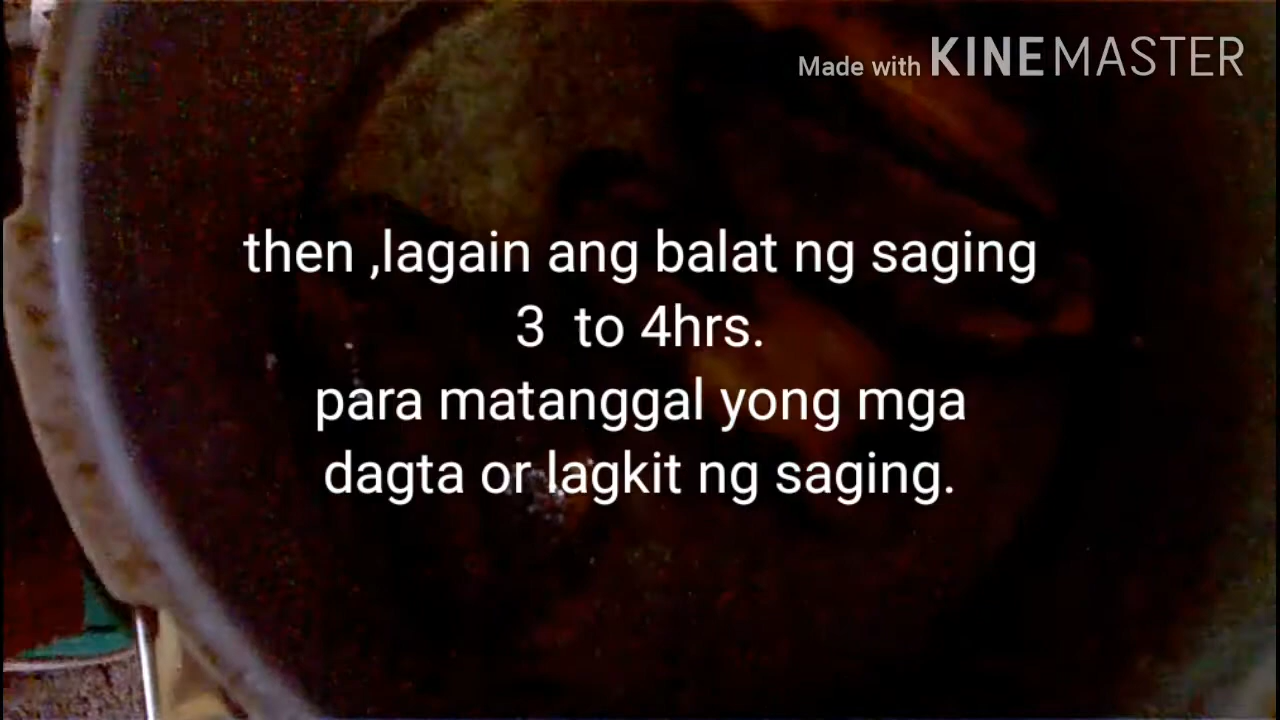 Made with KINEMASTER
then ,lagain ang balat ng saging
3 to 4hrs.
para matanggal yong mga
dagta or lagkit ng saging.